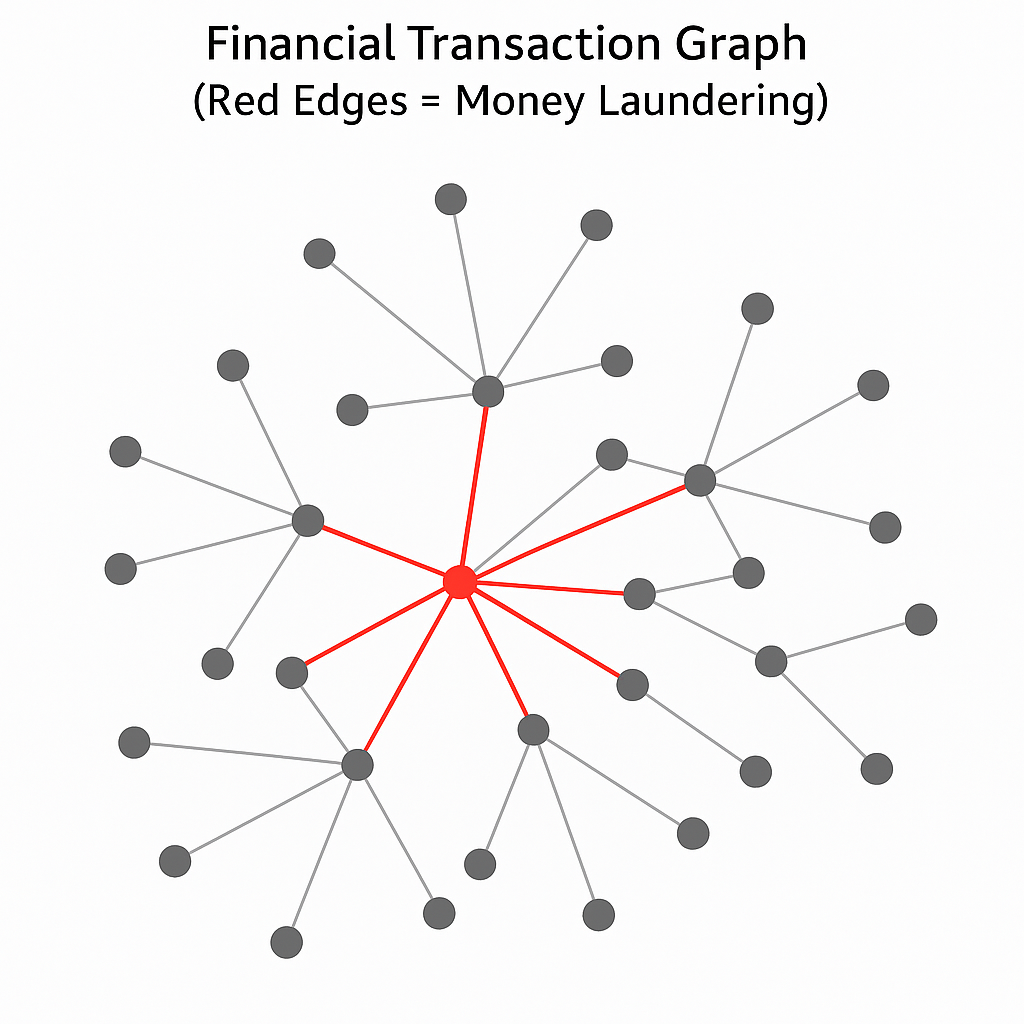 Financial Transaction Graph
(Red Edges = Money Laundering)